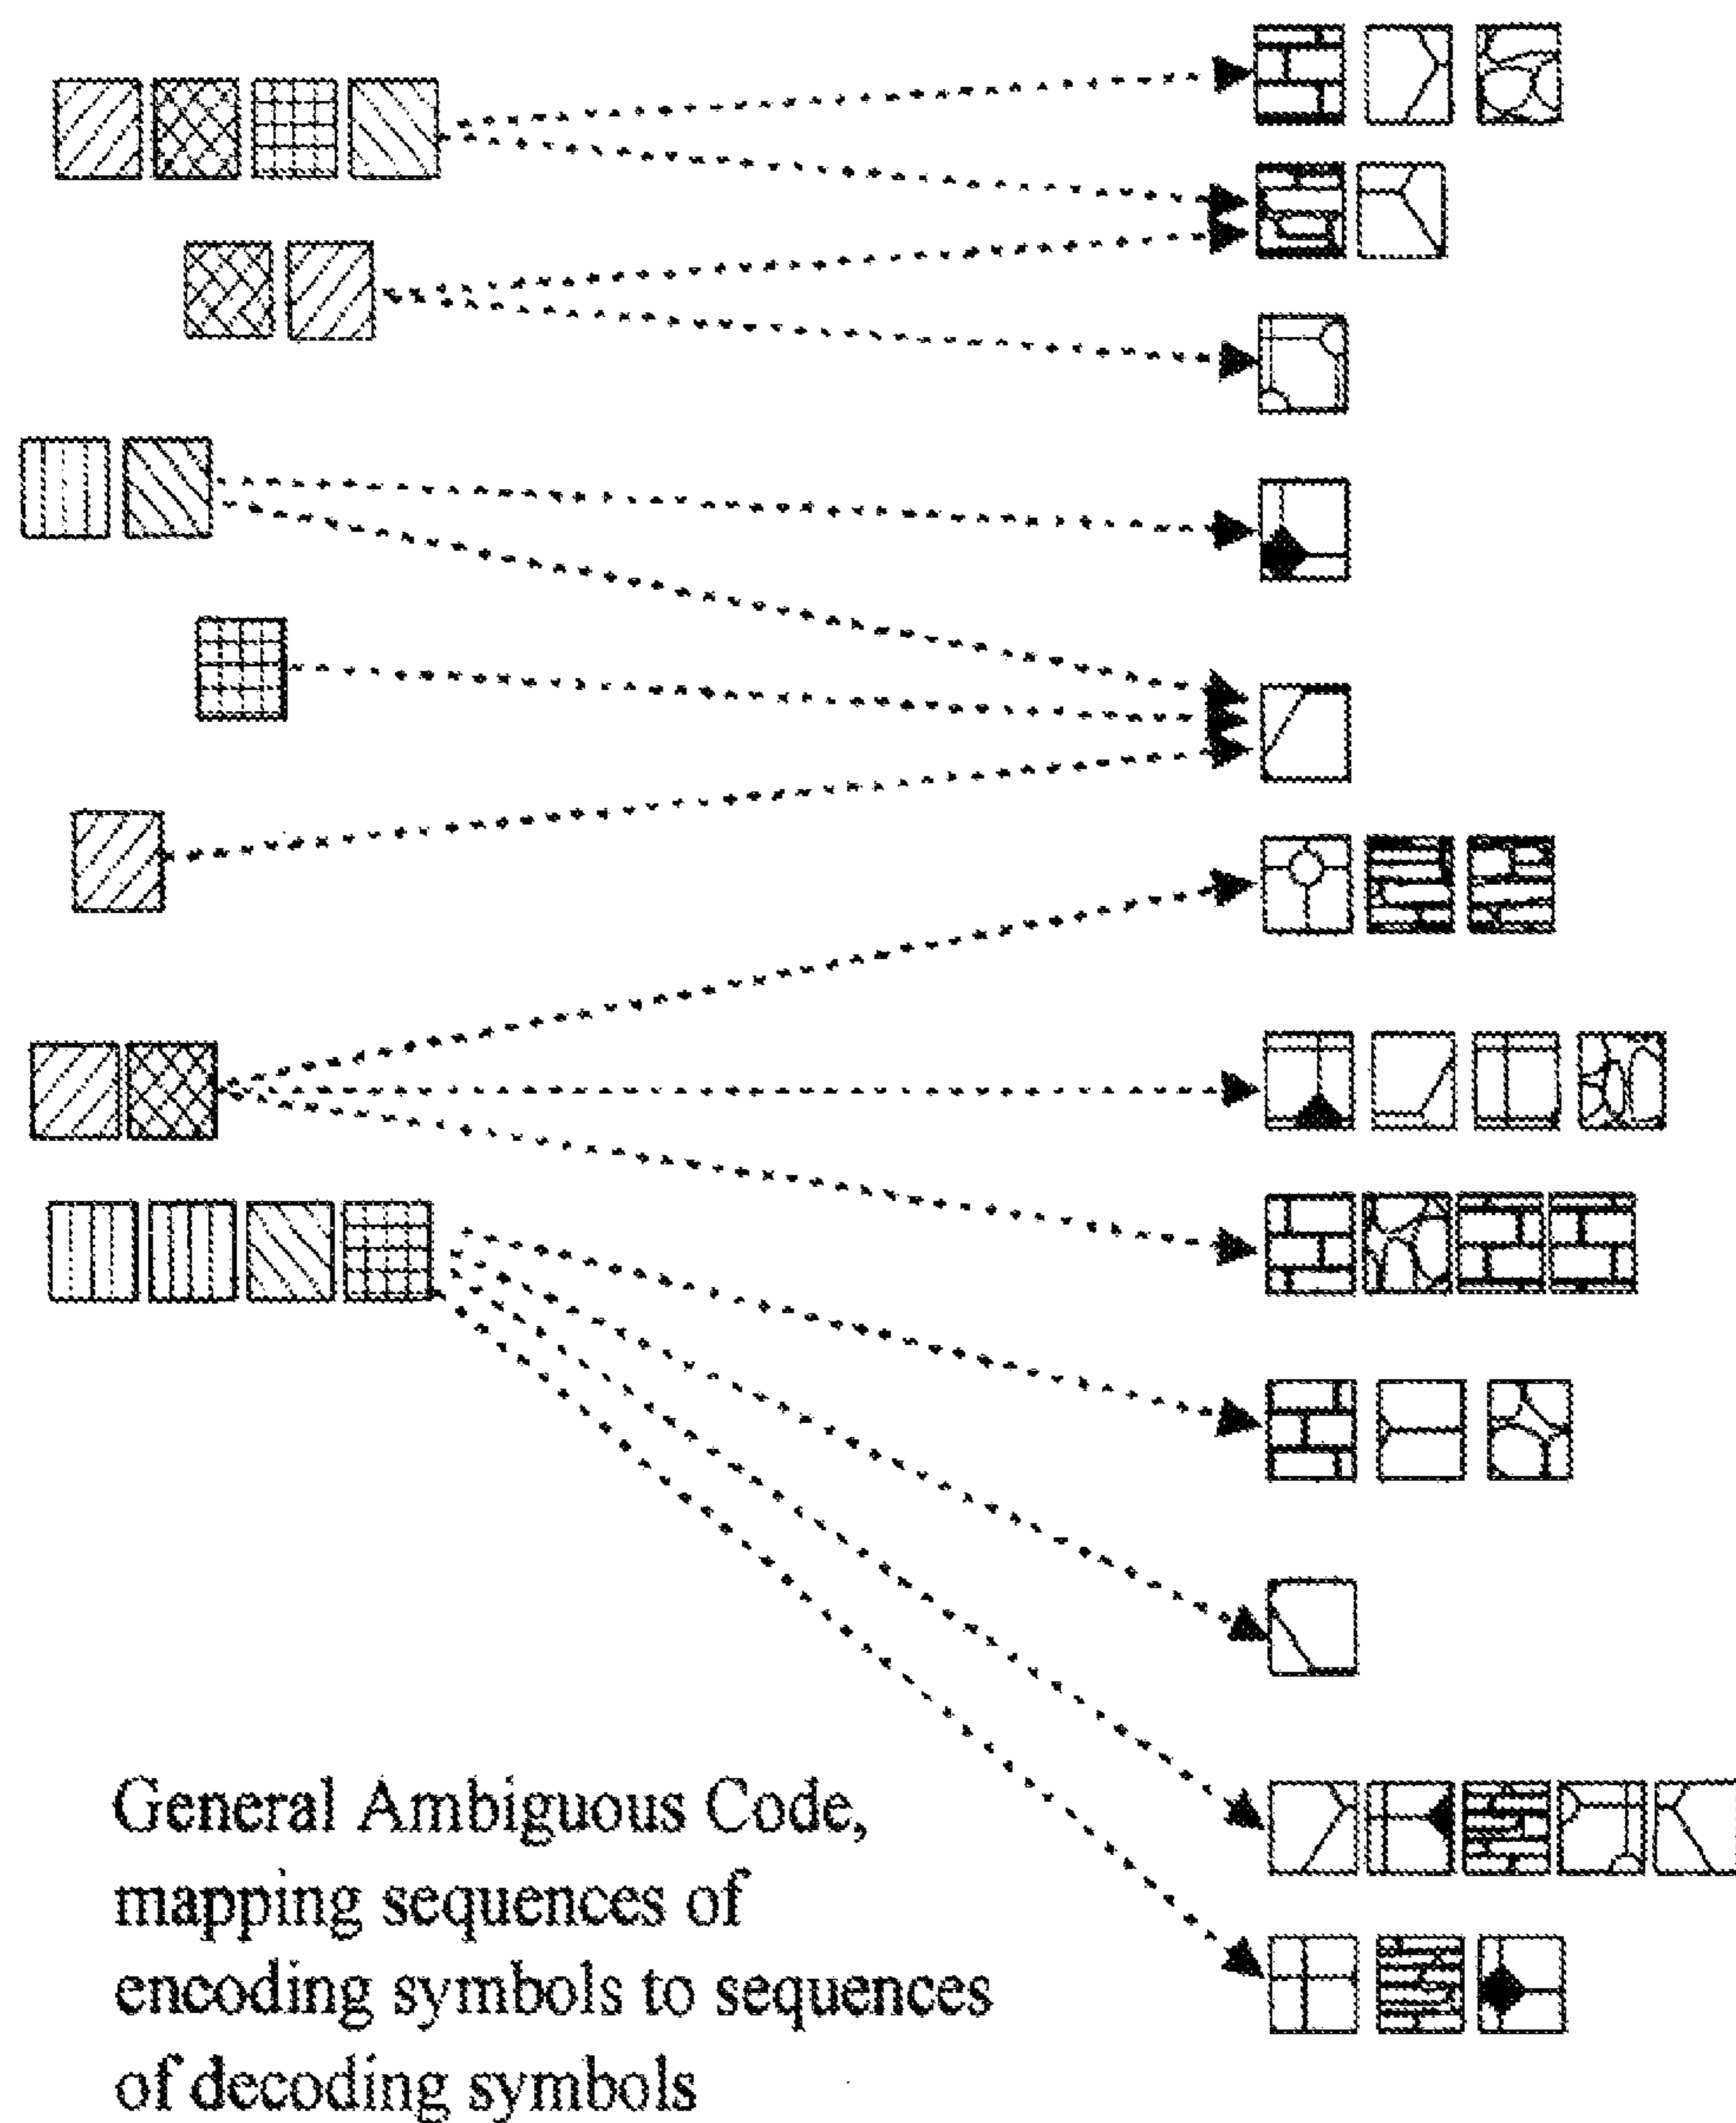 General Ambiguous Code,
mapping sequences of
encoding symbols to sequences
of decoding symbols